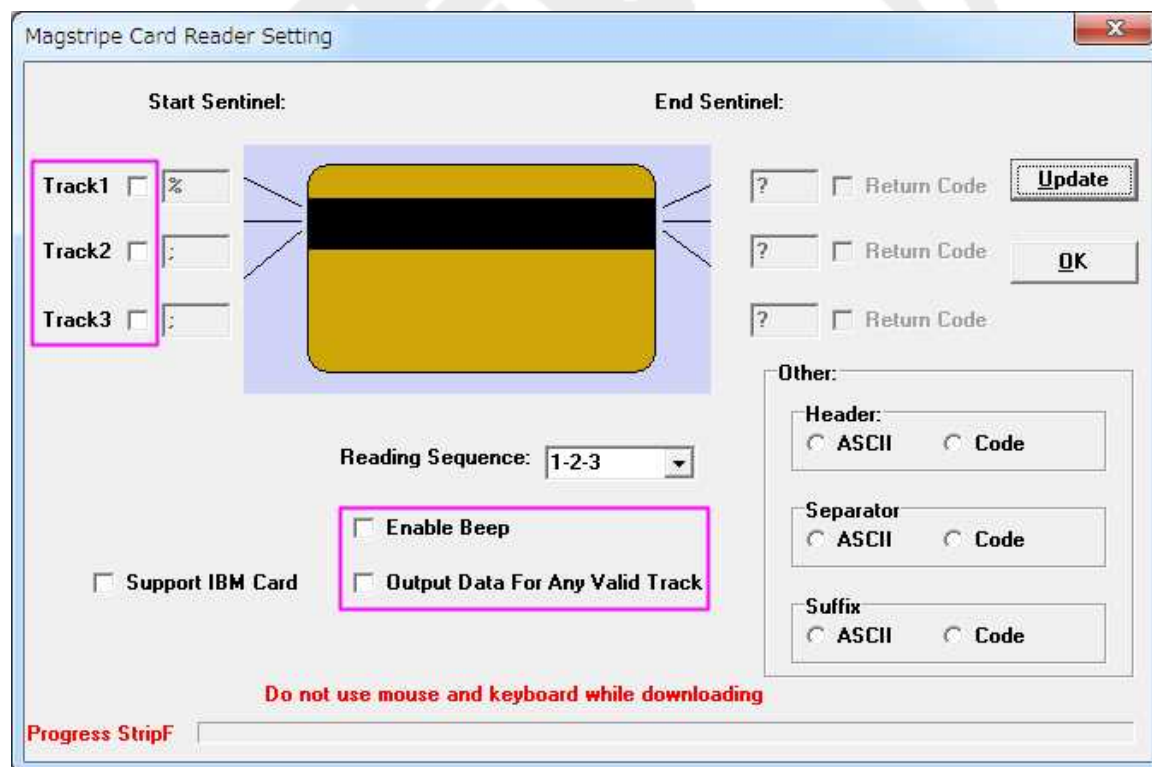 Magstripe Card Reader Setting
Start Sentinel:
End Sentinel:
Track1 %
? Return Code
Update
Track2 ;
? Return Code
OK
Track3 ;
? Return Code
Other:
Header:
ASCII Code
Reading Sequence: 1-2-3
Separator
ASCII Code
Enable Beep
Support IBM Card
Output Data For Any Valid Track
Suffix
ASCII Code
Do not use mouse and keyboard while downloading
Progress StripF